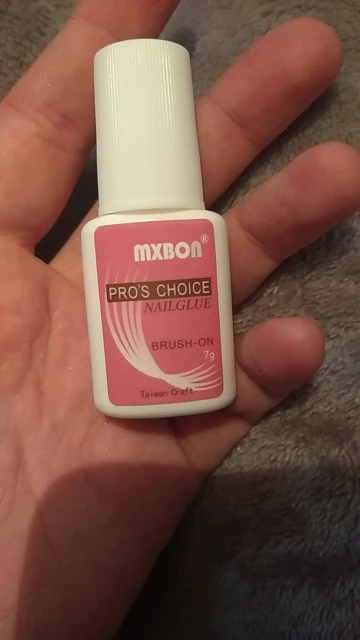 MXBON®
PRO'S CHOICE
NAILGLUE
BRUSH-ON
7g
Taiwan Craft